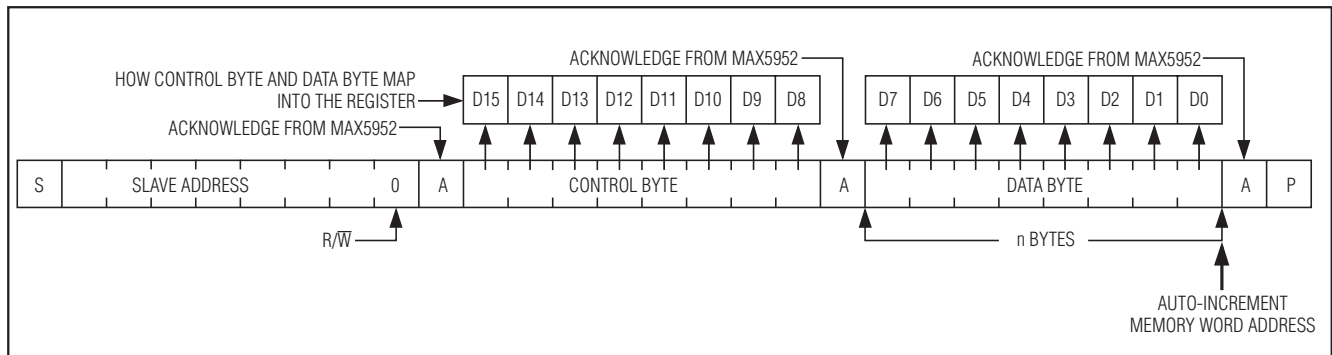 ACKNOWLEDGE FROM MAX5952
ACKNOWLEDGE FROM MAX5952
HOW CONTROL BYTE AND DATA BYTE MAP
INTO THE REGISTER
D15 D14 D13 D12 D11 D10 D9 D8
D7 D6 D5 D4 D3 D2 D1 D0
ACKNOWLEDGE FROM MAX5952
S SLAVE ADDRESS 0 A CONTROL BYTE A DATA BYTE A P
R/W̅
n BYTES
AUTO-INCREMENT
MEMORY WORD ADDRESS